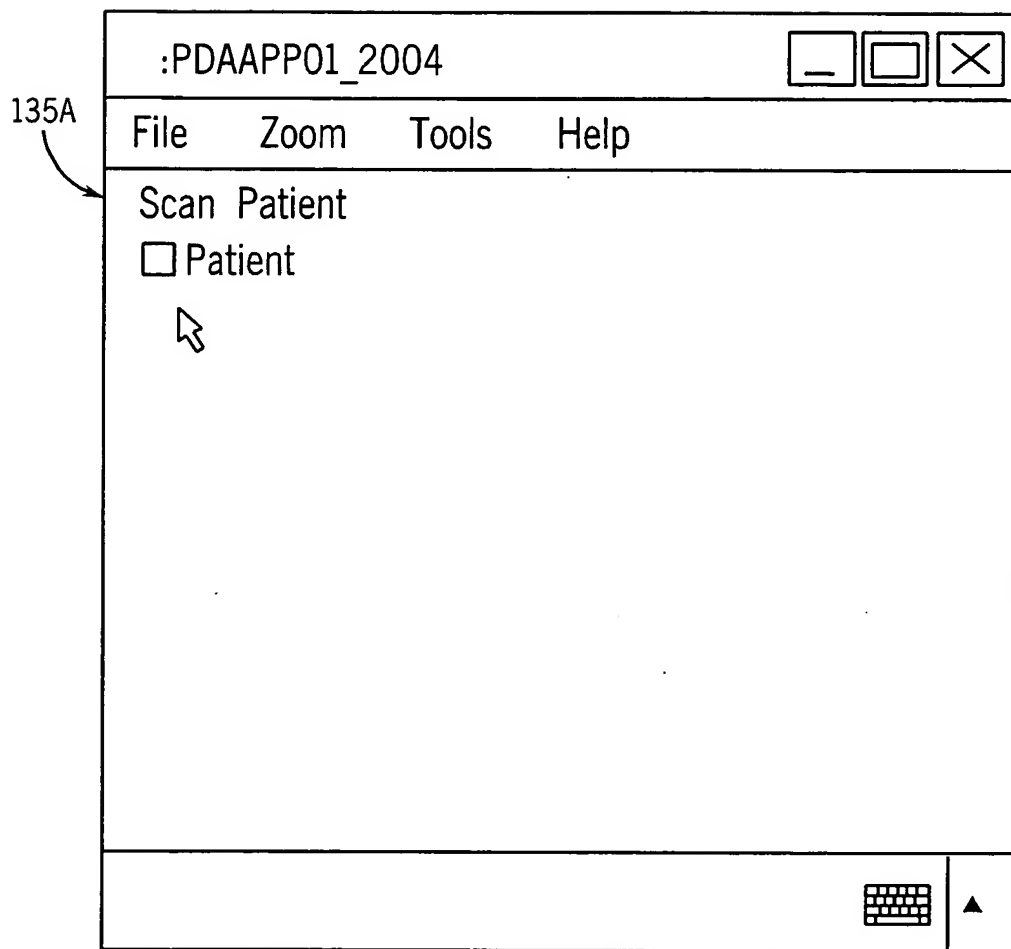 :PDAAPP01_2004
135A
File Zoom Tools Help
Scan Patient
Patient